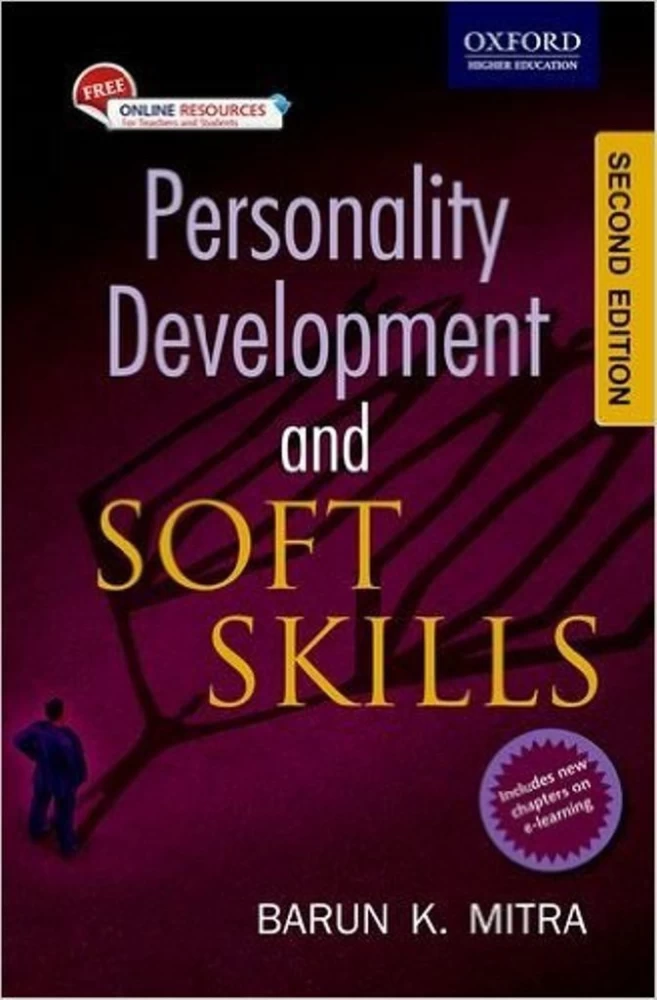 OXFORD
HIGHER EDUCATION
FREE
ONLINE RESOURCES
For Teachers and Students
SECOND EDITION
Personality
Development
and
SOFT
SKILLS
Includes new
chapters on
e-learning
BARUN K. MITRA